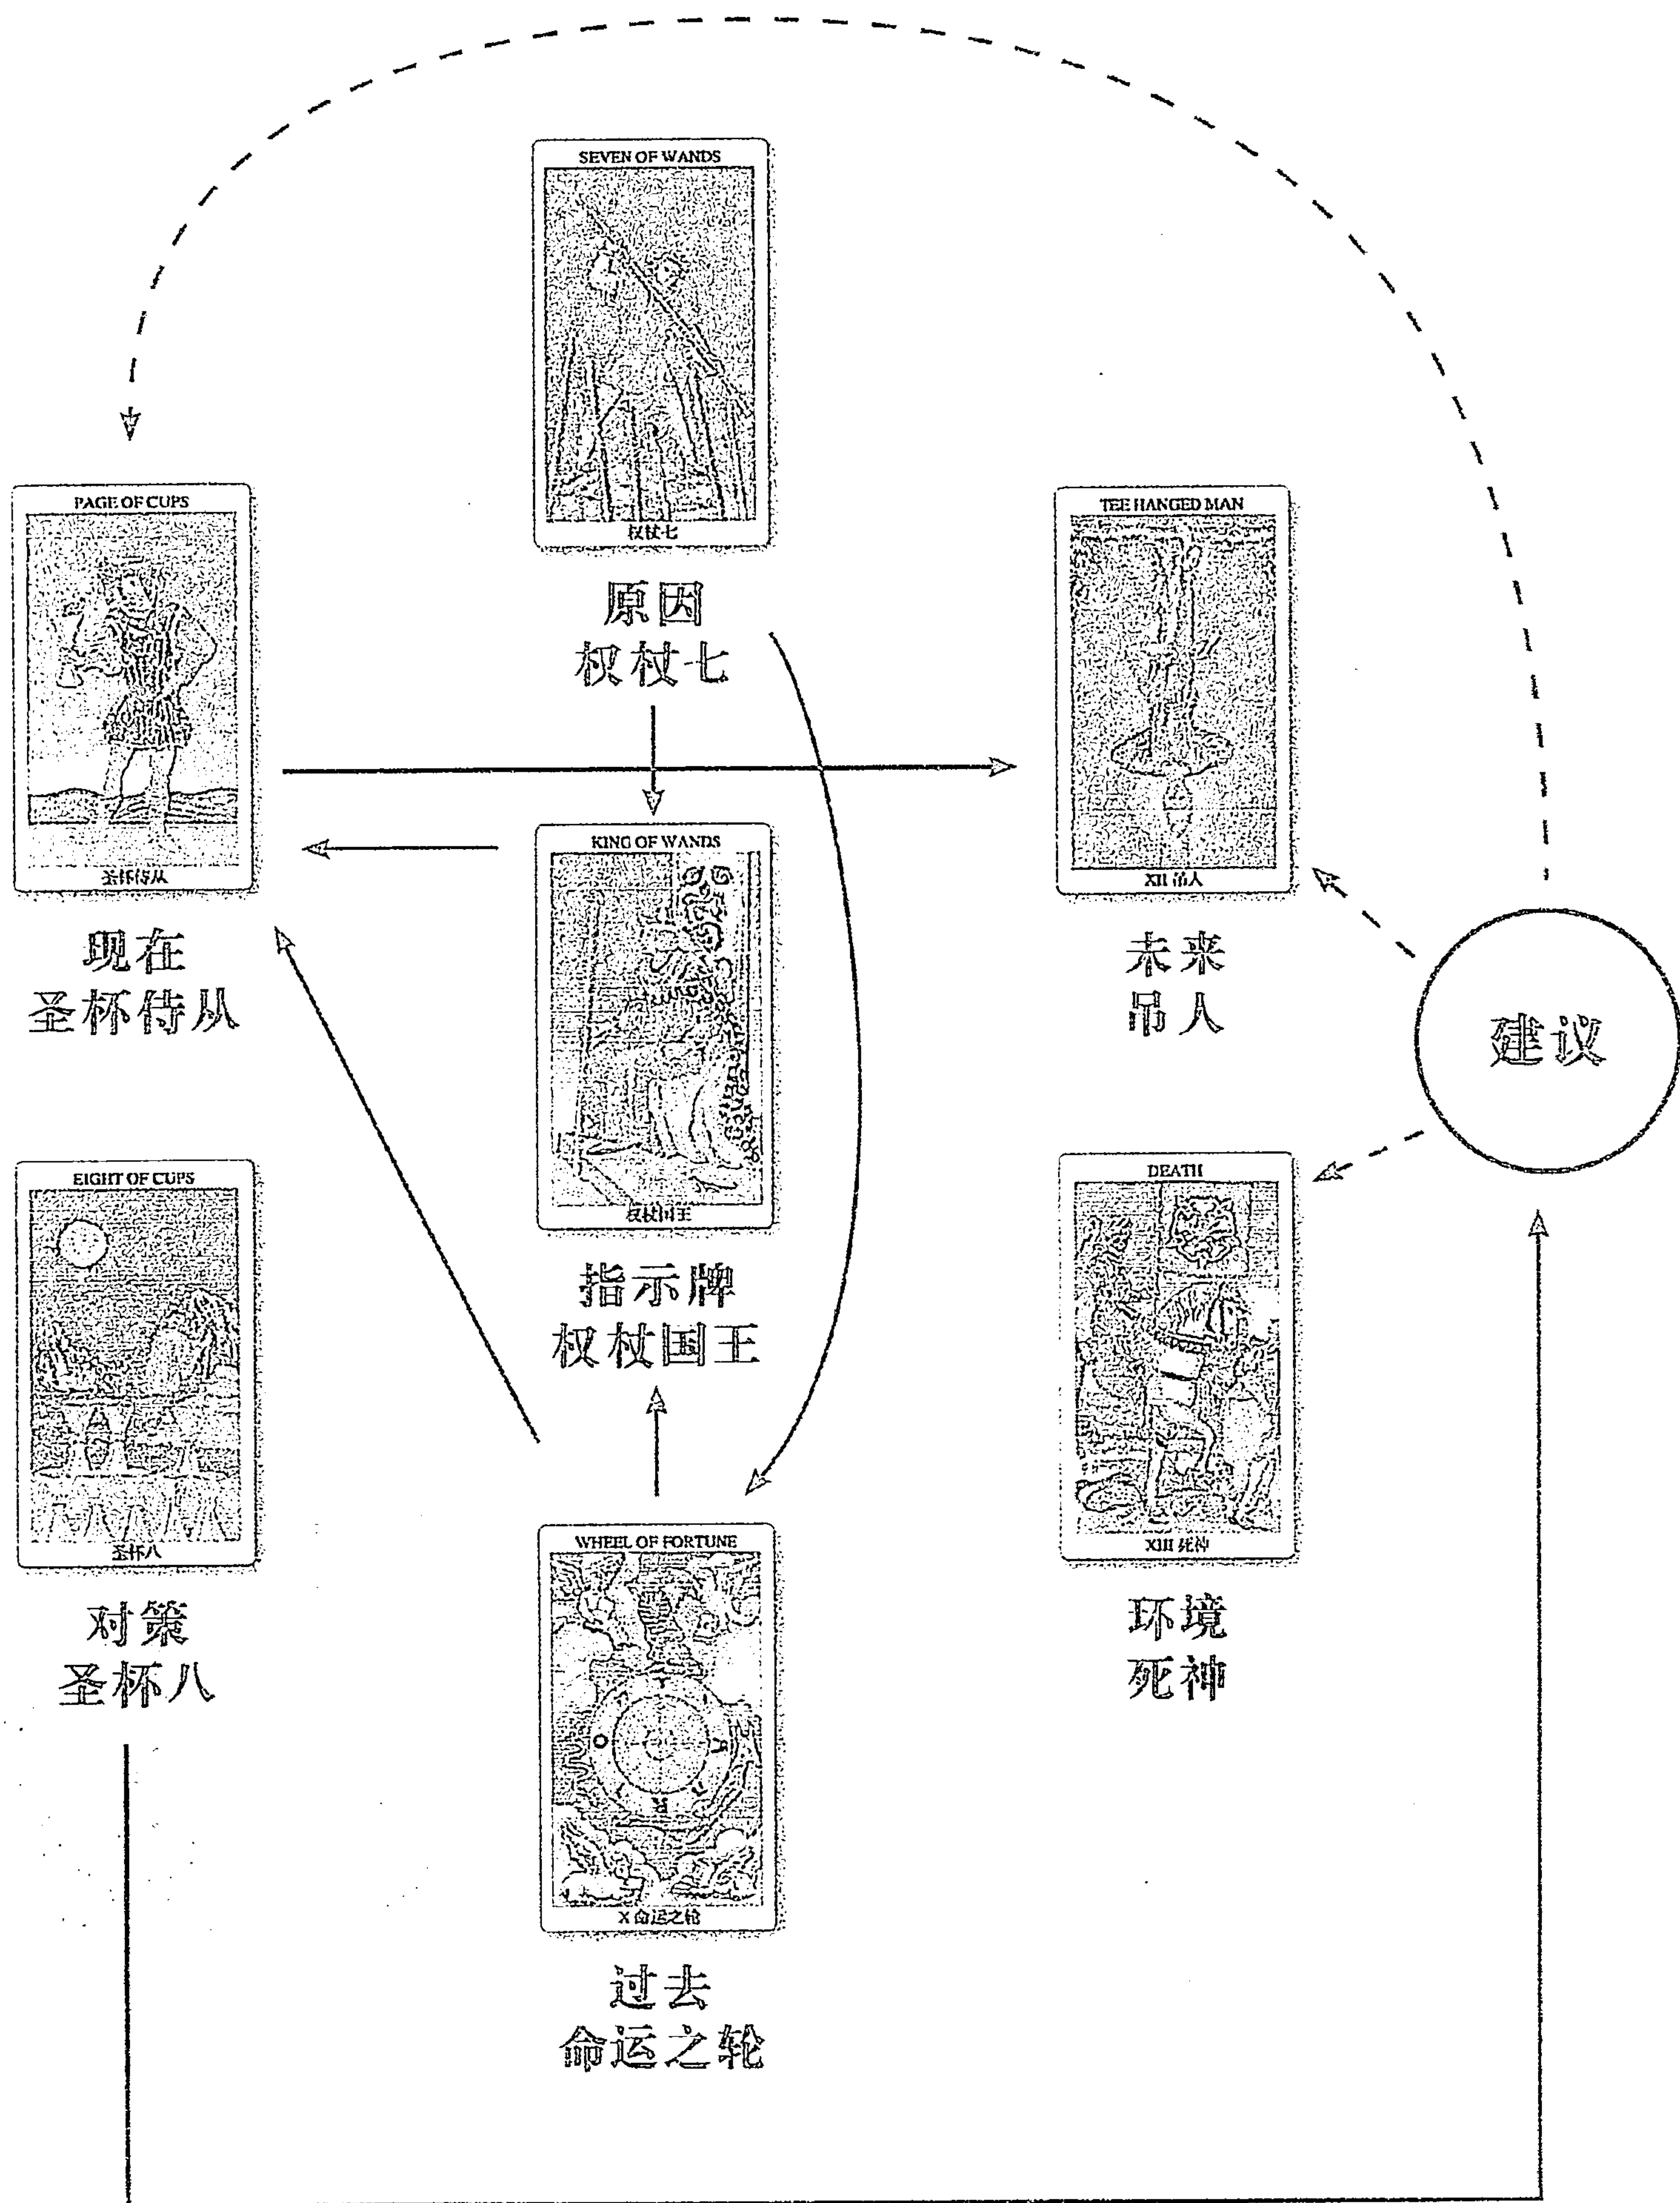 SEVEN OF WANDS
权杖七
原因
权杖七
PAGE OF CUPS
圣杯侍从
现在
圣杯侍从
TEE HANGED MAN
XII 吊人
未来
吊人
KING OF WANDS
权杖国王
指示牌
权杖国王
建议
EIGHT OF CUPS
圣杯八
对策
圣杯八
DEATH
XIII 死神
环境
死神
WHEEL OF FORTUNE
X 命运之轮
过去
命运之轮